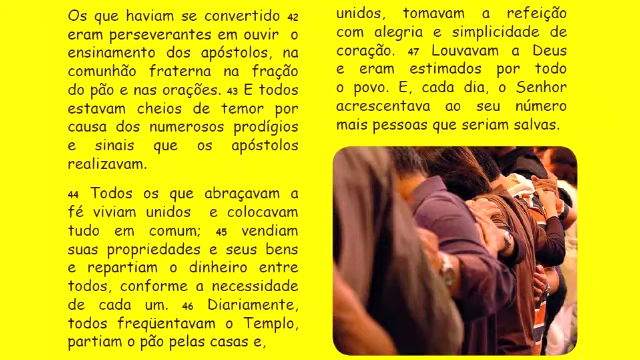 Os que haviam se convertido 42
eram perseverantes em ouvir o
ensinamento dos apóstolos, na
comunhão fraterna na fração
do pão e nas orações. 43 E todos
estavam cheios de temor por
causa dos numerosos prodígios
e sinais que os apóstolos
realizavam.
44 Todos os que abraçavam a
fé viviam unidos e colocavam
tudo em comum; 45 vendiam
suas propriedades e seus bens
e repartiam o dinheiro entre
todos, conforme a necessidade
de cada um. 46 Diariamente,
todos freqüentavam o Templo,
partiam o pão pelas casas e,
unidos, tomavam a refeição
com alegria e simplicidade de
coração. 47 Louvavam a Deus
e eram estimados por todo
o povo. E, cada dia, o Senhor
acrescentava ao seu número
mais pessoas que seriam salvas.